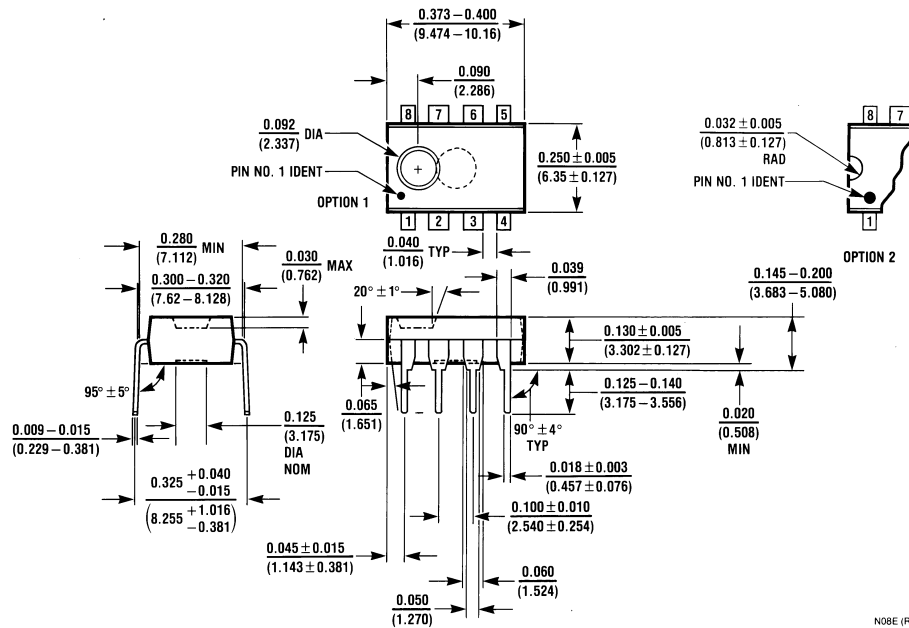 0.373 – 0.400
(9.474 – 10.16)
0.090
(2.286)
8 7 6 5
0.092 DIA
(2.337)
PIN NO. 1 IDENT
OPTION 1
+
0.250 ± 0.005
(6.35 ± 0.127)
1 2 3 4
8 7
0.032 ± 0.005
(0.813 ± 0.127)
RAD
PIN NO. 1 IDENT
1
OPTION 2
0.280 MIN
(7.112)
0.300 – 0.320
(7.62 – 8.128)
0.030 MAX
(0.762)
0.040 TYP
(1.016)
0.039
(0.991)
20° ± 1°
0.145 – 0.200
(3.683 – 5.080)
0.130 ± 0.005
(3.302 ± 0.127)
0.125 – 0.140
(3.175 – 3.556)
0.020
(0.508)
MIN
95° ± 5°
0.009 – 0.015
(0.229 – 0.381)
0.125
(3.175)
DIA
NOM
0.065
(1.651)
90° ± 4°
TYP
0.018 ± 0.003
(0.457 ± 0.076)
0.325 +0.040
–0.015
(8.255 +1.016
–0.381)
0.100 ± 0.010
(2.540 ± 0.254)
0.045 ± 0.015
(1.143 ± 0.381)
0.060
(1.524)
0.050
(1.270)
N08E (R